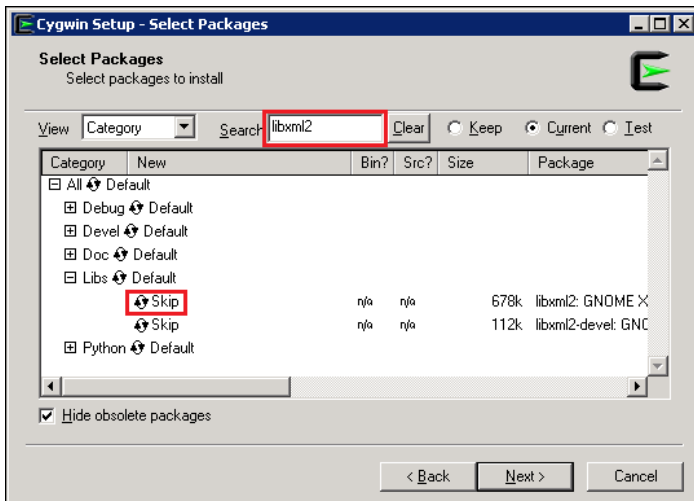 Cygwin Setup - Select Packages
Select Packages
Select packages to install
View Category Search libxml2 Clear Keep Current Test
Category New Bin? Src? Size Package
All Default
Debug Default
Devel Default
Doc Default
Libs Default
Skip n/a n/a 678k libxml2: GNOME X
Skip n/a n/a 112k libxml2-devel: GNO
Python Default
Hide obsolete packages
< Back Next > Cancel